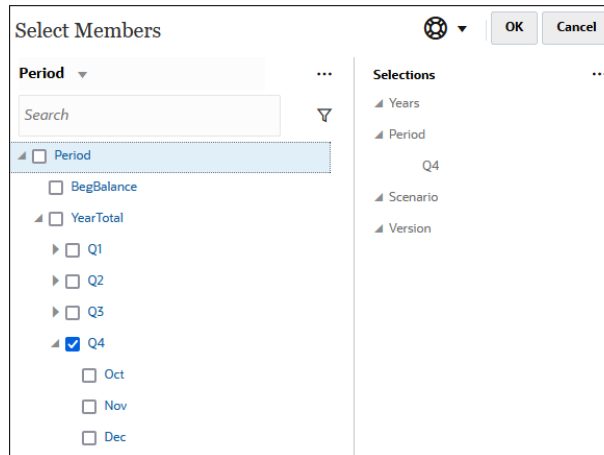 Select Members
OK
Cancel
Period
...
Search
Period
BegBalance
YearTotal
Q1
Q2
Q3
Q4
Oct
Nov
Dec
Selections
...
Years
Period
Q4
Scenario
Version